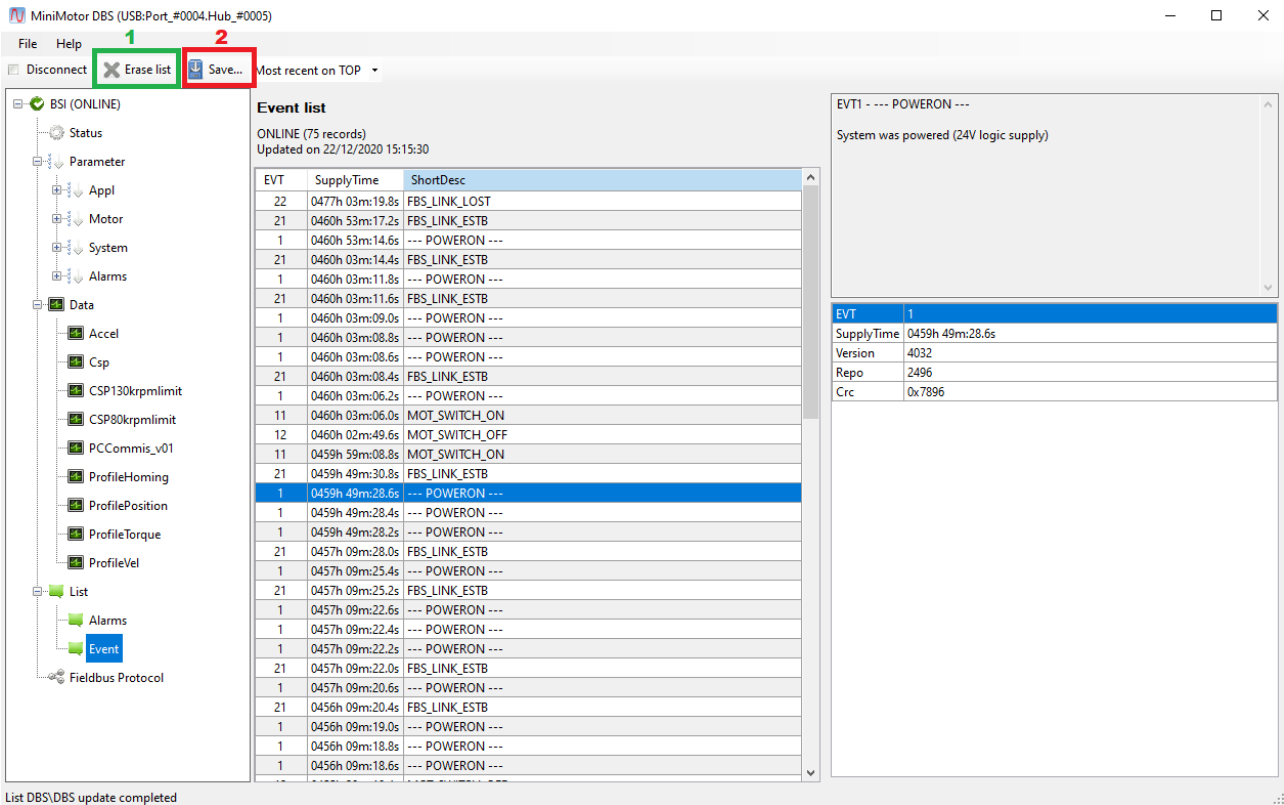 MiniMotor DBS (USB:Port_#0004.Hub_#0005)
File Help
1 2
Disconnect Erase list Save... Most recent on TOP
BSI (ONLINE)
Status
Parameter
Appl
Motor
System
Alarms
Data
Accel
Csp
CSP130krpmlimit
CSP80krpmlimit
PCCommis_v01
ProfileHoming
ProfilePosition
ProfileTorque
ProfileVel
List
Alarms
Event
Fieldbus Protocol
Event list
ONLINE (75 records)
Updated on 22/12/2020 15:15:30
EVT SupplyTime ShortDesc
22 0477h 03m:19.8s FBS_LINK_LOST
21 0460h 53m:17.2s FBS_LINK_ESTB
1 0460h 53m:14.6s --- POWERON ---
21 0460h 03m:14.4s FBS_LINK_ESTB
1 0460h 03m:11.8s --- POWERON ---
21 0460h 03m:11.6s FBS_LINK_ESTB
1 0460h 03m:09.0s --- POWERON ---
1 0460h 03m:08.8s --- POWERON ---
1 0460h 03m:08.6s --- POWERON ---
21 0460h 03m:08.4s FBS_LINK_ESTB
1 0460h 03m:06.2s --- POWERON ---
11 0460h 03m:06.0s MOT_SWITCH_ON
12 0460h 02m:49.6s MOT_SWITCH_OFF
11 0459h 59m:08.8s MOT_SWITCH_ON
21 0459h 49m:30.8s FBS_LINK_ESTB
1 0459h 49m:28.6s --- POWERON ---
1 0459h 49m:28.4s --- POWERON ---
1 0459h 49m:28.2s --- POWERON ---
21 0457h 09m:28.0s FBS_LINK_ESTB
1 0457h 09m:25.4s --- POWERON ---
21 0457h 09m:25.2s FBS_LINK_ESTB
1 0457h 09m:22.6s --- POWERON ---
1 0457h 09m:22.4s --- POWERON ---
1 0457h 09m:22.2s --- POWERON ---
21 0457h 09m:22.0s FBS_LINK_ESTB
1 0457h 09m:20.6s --- POWERON ---
21 0456h 09m:20.4s FBS_LINK_ESTB
1 0456h 09m:19.0s --- POWERON ---
1 0456h 09m:18.8s --- POWERON ---
1 0456h 09m:18.6s --- POWERON ---
EVT1 - --- POWERON ---
System was powered (24V logic supply)
EVT 1
SupplyTime 0459h 49m:28.6s
Version 4032
Repo 2496
Crc 0x7896
List DBS\DBS update completed